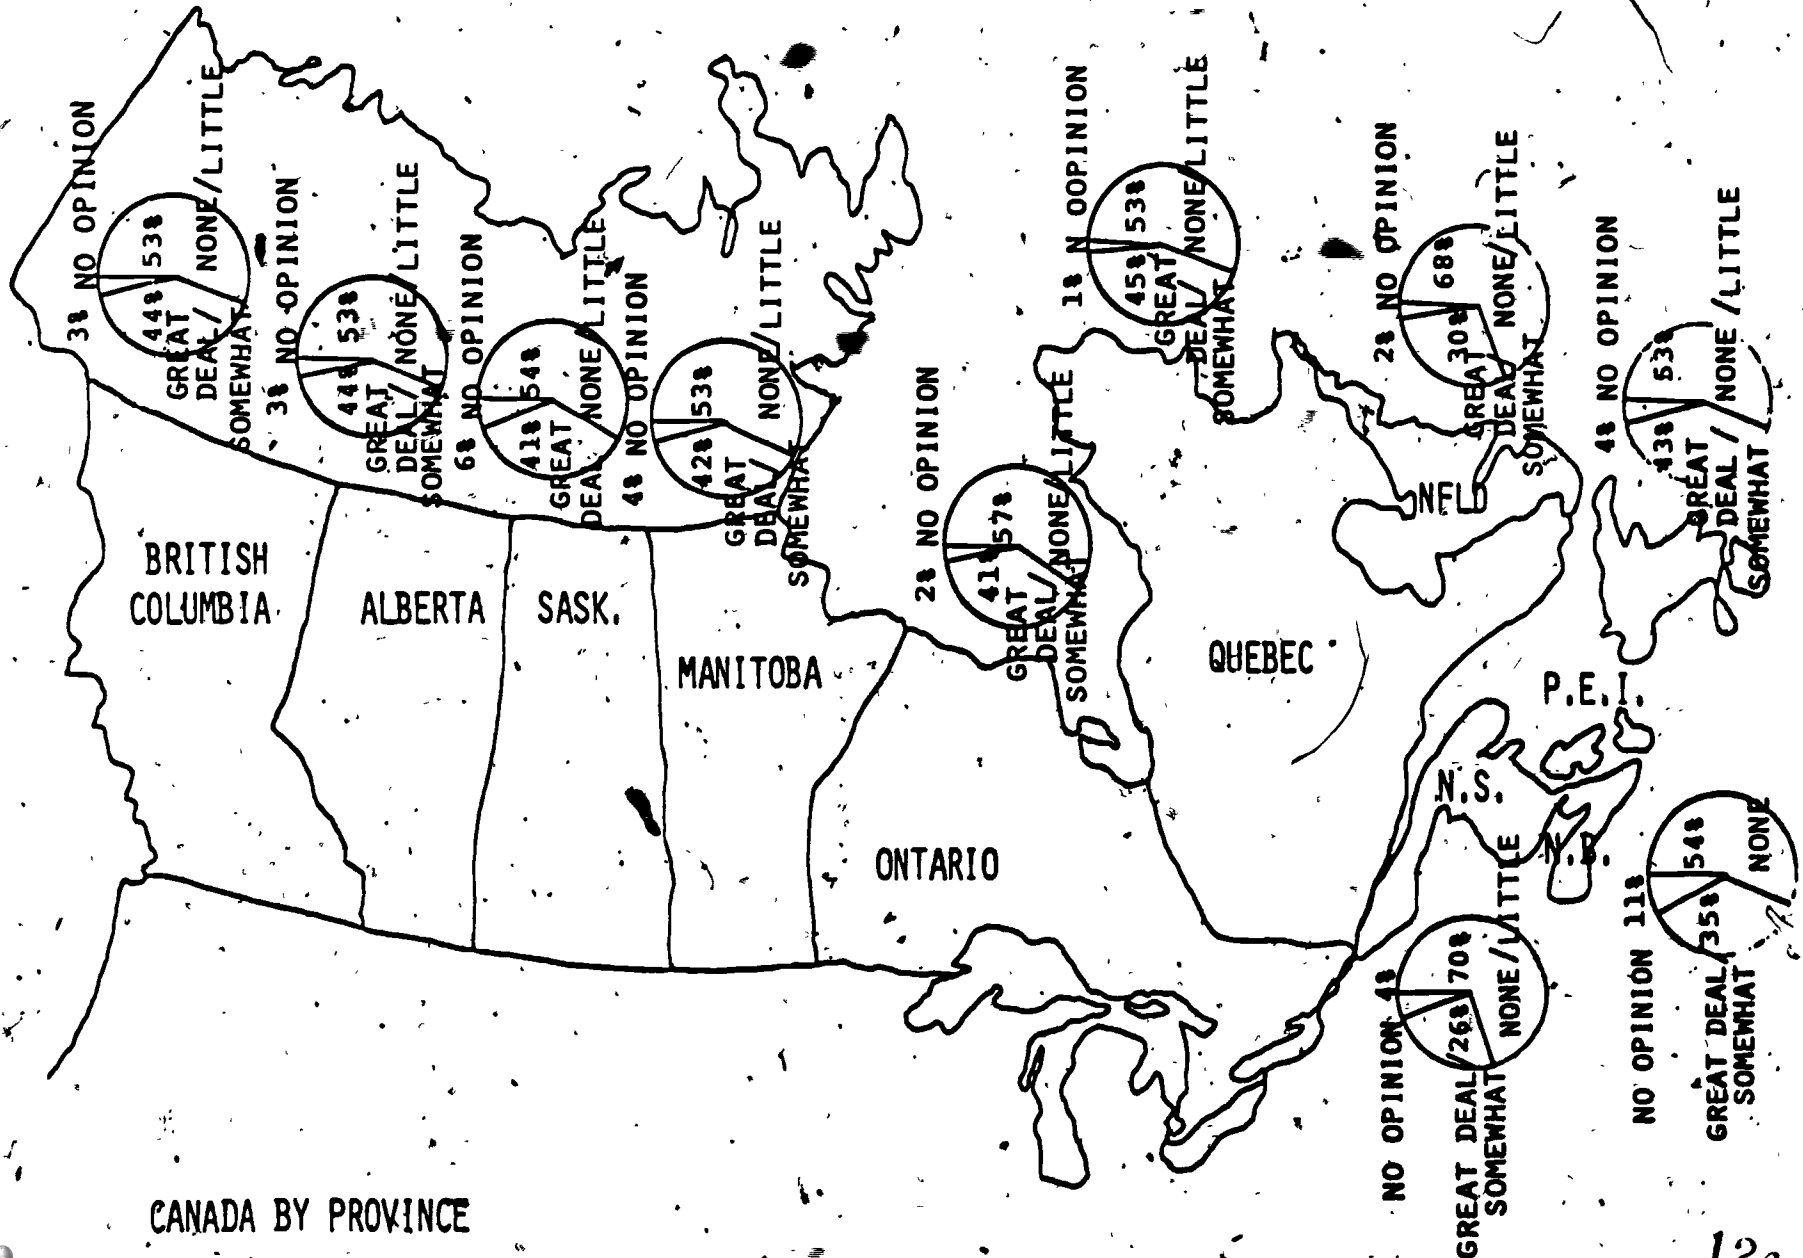 3% NO OPINION
44% 53%
GREAT
DEAL/
SOMEWHAT
NONE/LITTLE
3% NO OPINION
44% 53%
GREAT
DEAL/
SOMEWHAT
NONE/LITTLE
6% NO OPINION
41% 54%
GREAT
DEAL
NONE/LITTLE
4% NO OPINION
42% 53%
GREAT
DEAL/
SOMEWHAT
NONE/LITTLE
2% NO OPINION
41% 57%
GREAT
DEAL/
SOMEWHAT
NONE/LITTLE
1% N OOPINION
45% 53%
GREAT
DEAL/
SOMEWHAT
NONE/LITTLE
2% NO OPINION
30% 68%
GREAT
DEAL/
SOMEWHAT
NONE/LITTLE
4% NO OPINION
43% 53%
GREAT
DEAL/
SOMEWHAT
NONE/LITTLE
NO OPINION 4%
26% 70%
GREAT DEAL/
SOMEWHAT
NONE/LITTLE
NO OPINION 11%
35% 54%
GREAT DEAL/
SOMEWHAT
NONE
BRITISH
COLUMBIA
ALBERTA
SASK.
MANITOBA
ONTARIO
QUEBEC
NFLD
P.E.I.
N.S.
N.B.
CANADA BY PROVINCE